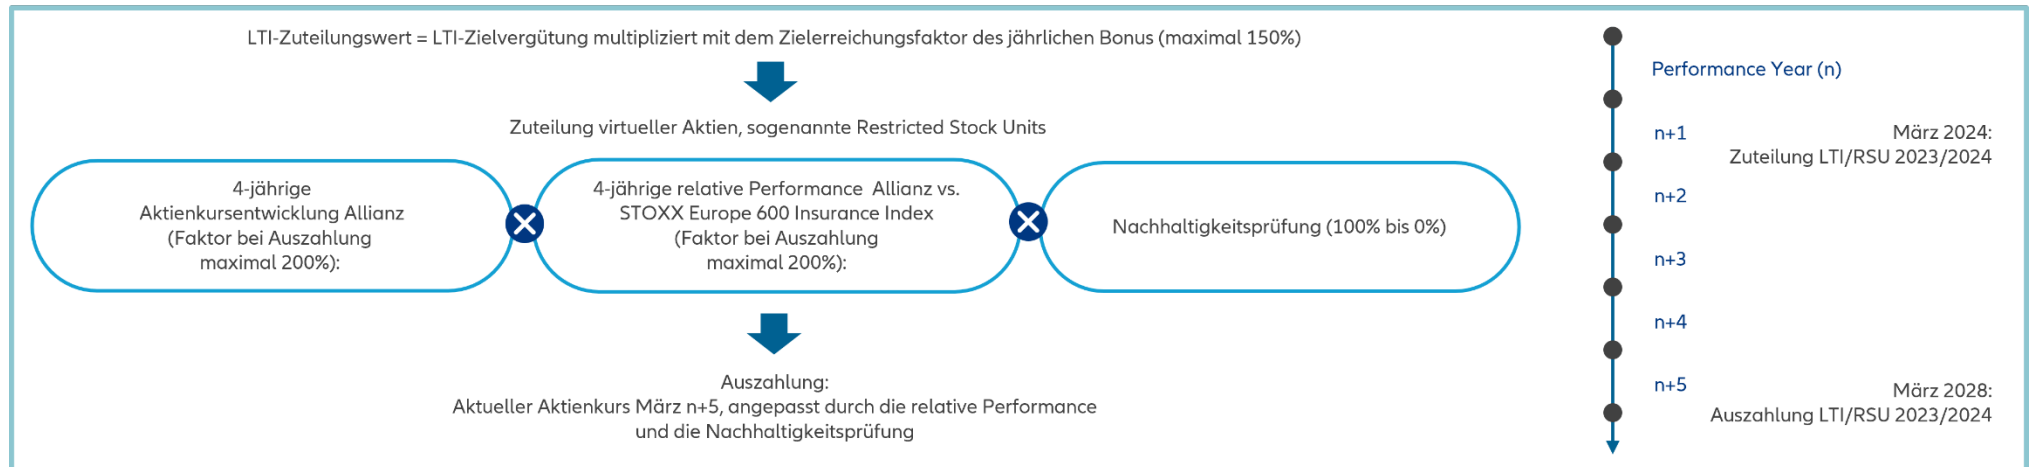 LTI-Zuteilungswert = LTI-Zielvergütung multipliziert mit dem Zielerreichungsfaktor des jährlichen Bonus (maximal 150%)
Zuteilung virtueller Aktien, sogenannte Restricted Stock Units
4-jährige
Aktienkursentwicklung Allianz
(Faktor bei Auszahlung
maximal 200%):
4-jährige relative Performance Allianz vs.
STOXX Europe 600 Insurance Index
(Faktor bei Auszahlung
maximal 200%):
Nachhaltigkeitsprüfung (100% bis 0%)
Auszahlung:
Aktueller Aktienkurs März n+5, angepasst durch die relative Performance
und die Nachhaltigkeitsprüfung
Performance Year (n)
n+1
März 2024:
Zuteilung LTI/RSU 2023/2024
n+2
n+3
n+4
n+5
März 2028:
Auszahlung LTI/RSU 2023/2024